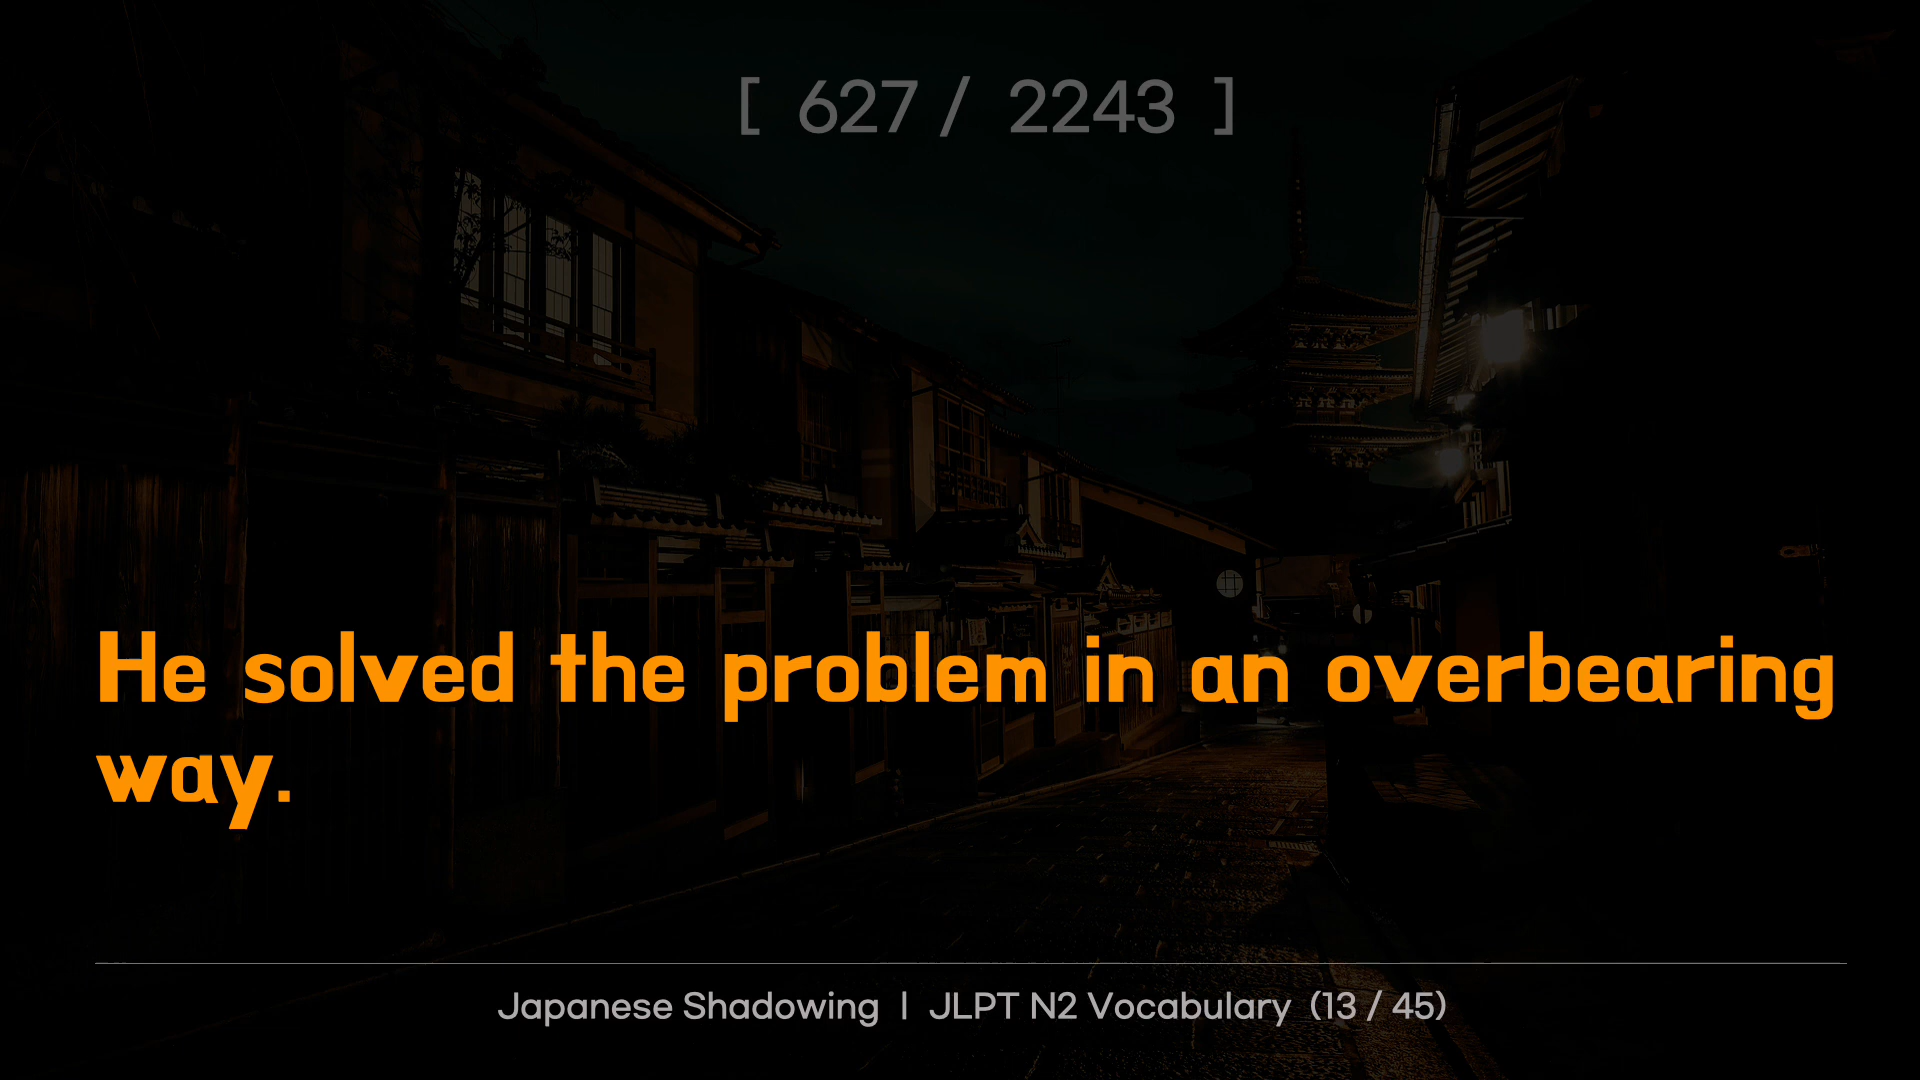 [ 627 / 2243 ]
He solved the problem in an overbearing
way.
Japanese Shadowing | JLPT N2 Vocabulary (13 / 45)